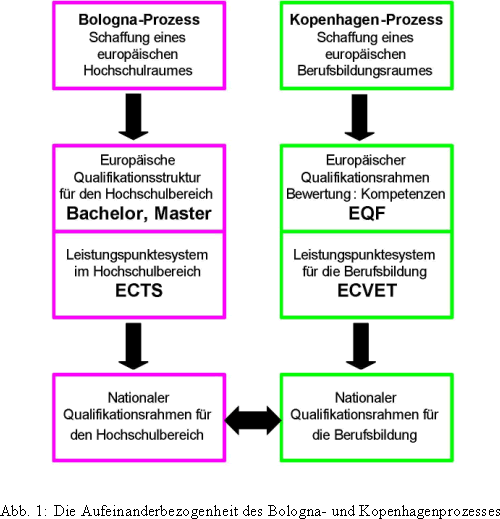 Bologna-Prozess
Schaffung eines
europäischen
Hochschulraumes
Kopenhagen-Prozess
Schaffung eines
europäischen
Berufsbildungsraumes
Europäische
Qualifikationsstruktur
für den Hochschulbereich
Bachelor, Master
Europäischer
Qualifikationsrahmen
Bewertung: Kompetenzen
EQF
Leistungspunktesystem
im Hochschulbereich
ECTS
Leistungspunktesystem
für die Berufsbildung
ECVET
Nationaler
Qualifikationsrahmen für
den Hochschulbereich
Nationaler
Qualifikationsrahmen für
die Berufsbildung
Abb. 1: Die Aufeinanderbezogenheit des Bologna- und Kopenhagenprozesses